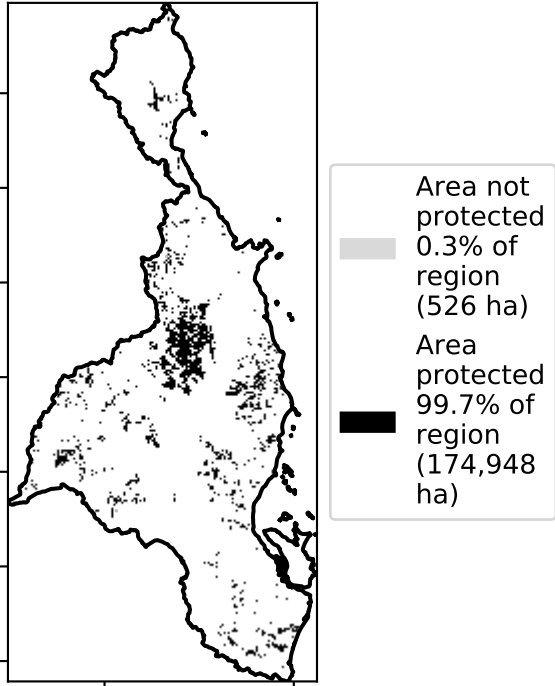 Area not
protected
0.3% of
region
(526 ha)
Area
protected
99.7% of
region
(174,948
ha)